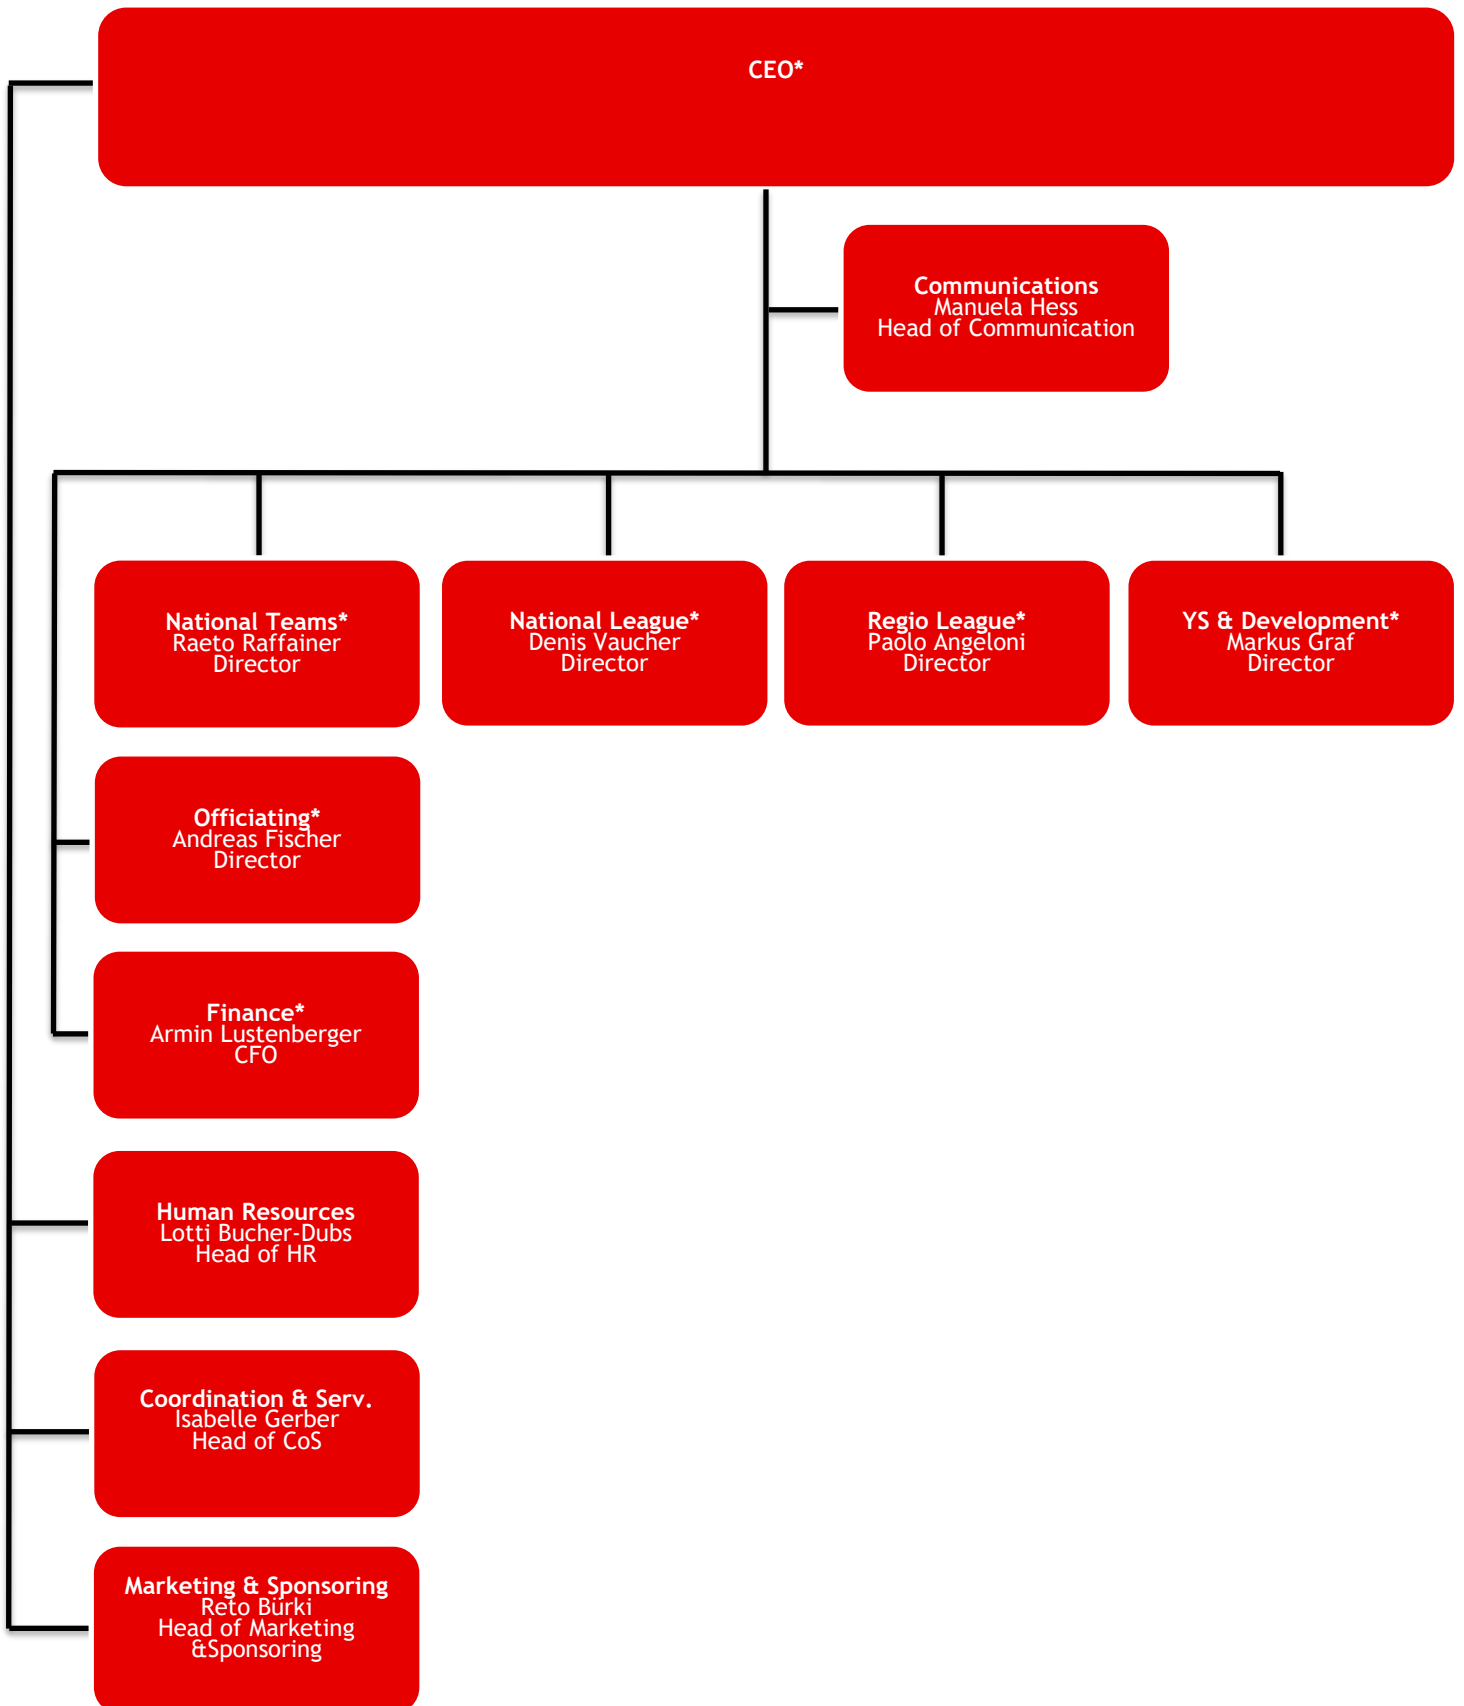 CEO*
Communications
Manuela Hess
Head of Communication
National Teams*
Raeto Raffainer
Director
National League*
Denis Vaucher
Director
Regio League*
Paolo Angeloni
Director
YS & Development*
Markus Graf
Director
Officiating*
Andreas Fischer
Director
Finance*
Armin Lustenberger
CFO
Human Resources
Lotti Bucher-Dubs
Head of HR
Coordination & Serv.
Isabelle Gerber
Head of CoS
Marketing & Sponsoring
Reto Bürki
Head of Marketing
&Sponsoring